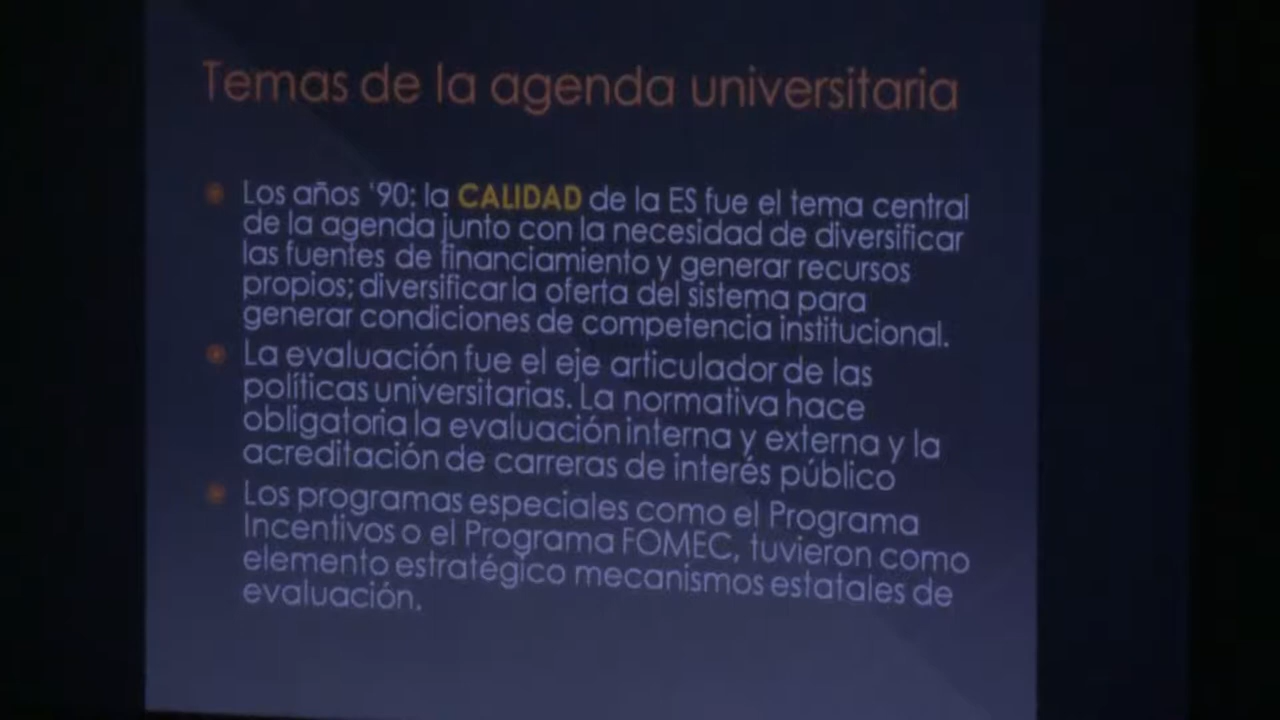 Temas de la agenda universitaria
Los años '90: la CALIDAD de la ES fue el tema central
de la agenda junto con la necesidad de diversificar
las fuentes de financiamiento y generar recursos
propios; diversificar la oferta del sistema para
generar condiciones de competencia institucional.
La evaluación fue el eje articulador de las
políticas universitarias. La normativa hace
obligatoria la evaluación interna y externa y la
acreditación de carreras de interés público
Los programas especiales como el Programa
Incentivos o el Programa FOMEC, tuvieron como
elemento estratégico mecanismos estatales de
evaluación.